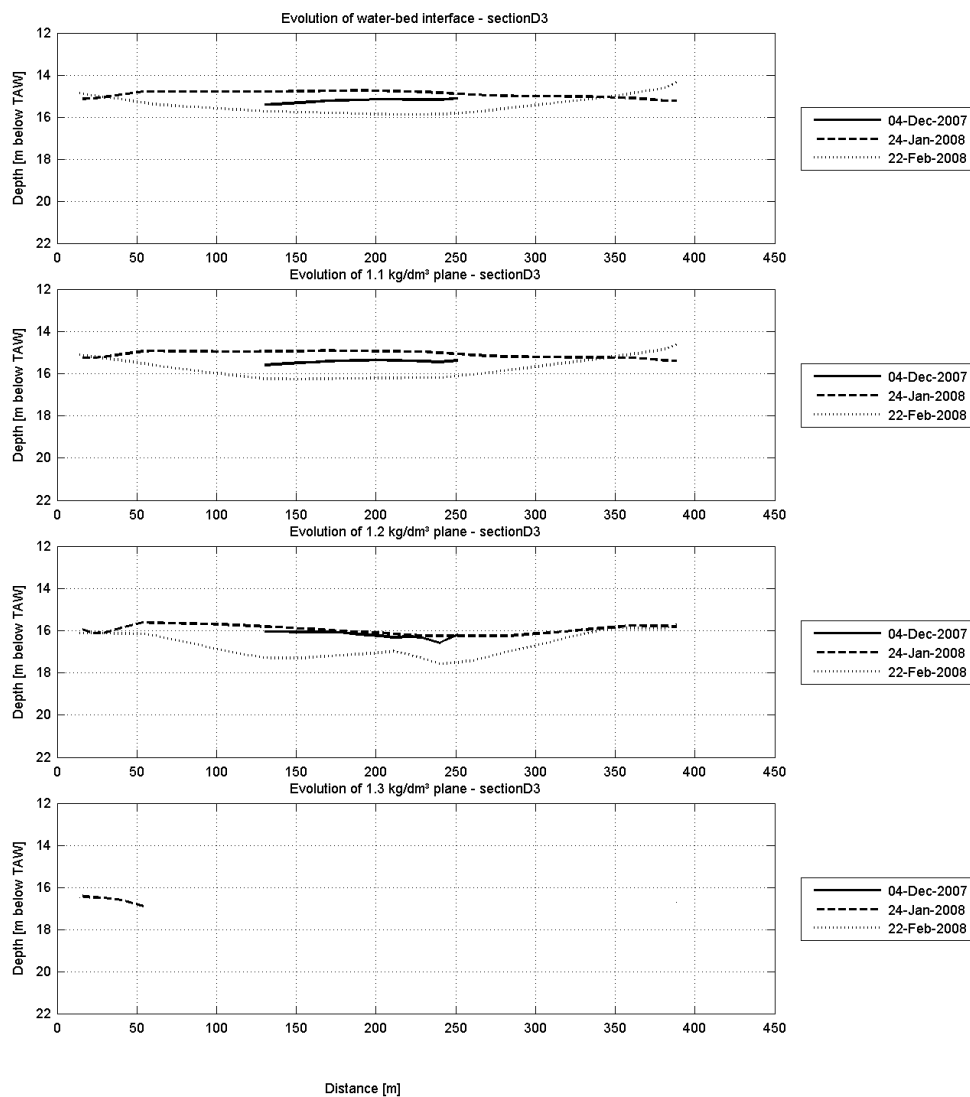 Evolution of water-bed interface - sectionD3
Depth [m below TAW]
12
14
16
18
20
22
0 50 100 150 200 250 300 350 400 450
04-Dec-2007
24-Jan-2008
22-Feb-2008
Evolution of 1.1 kg/dm³ plane - sectionD3
Depth [m below TAW]
12
14
16
18
20
22
0 50 100 150 200 250 300 350 400 450
04-Dec-2007
24-Jan-2008
22-Feb-2008
Evolution of 1.2 kg/dm³ plane - sectionD3
Depth [m below TAW]
12
14
16
18
20
22
0 50 100 150 200 250 300 350 400 450
04-Dec-2007
24-Jan-2008
22-Feb-2008
Evolution of 1.3 kg/dm³ plane - sectionD3
Depth [m below TAW]
12
14
16
18
20
22
0 50 100 150 200 250 300 350 400 450
04-Dec-2007
24-Jan-2008
22-Feb-2008
Distance [m]